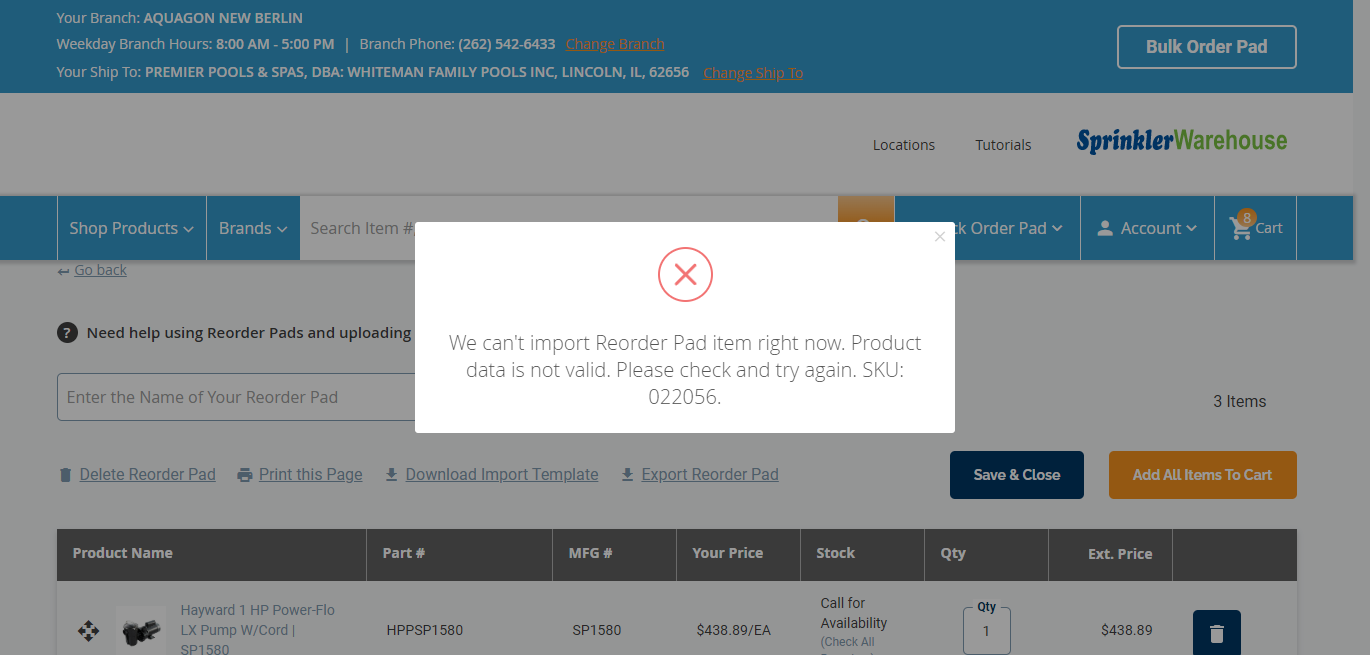 Your Branch: AQUAGON NEW BERLIN
Weekday Branch Hours: 8:00 AM - 5:00 PM | Branch Phone: (262) 542-6433 Change Branch
Your Ship To: PREMIER POOLS & SPAS, DBA: WHITEMAN FAMILY POOLS INC, LINCOLN, IL, 62656 Change Ship To
Bulk Order Pad
Locations Tutorials SprinklerWarehouse
Shop Products Brands Search Item # ck Order Pad Account 8 Cart
Go back
? Need help using Reorder Pads and uploading
We can't import Reorder Pad item right now. Product
data is not valid. Please check and try again. SKU:
022056.
Enter the Name of Your Reorder Pad
3 Items
Delete Reorder Pad Print this Page Download Import Template Export Reorder Pad Save & Close Add All Items To Cart
Product Name Part # MFG # Your Price Stock Qty Ext. Price
Hayward 1 HP Power-Flo
LX Pump W/Cord |
SP1580
HPPSP1580 SP1580 $438.89/EA
Call for
Availability
(Check All
Qty
1
$438.89